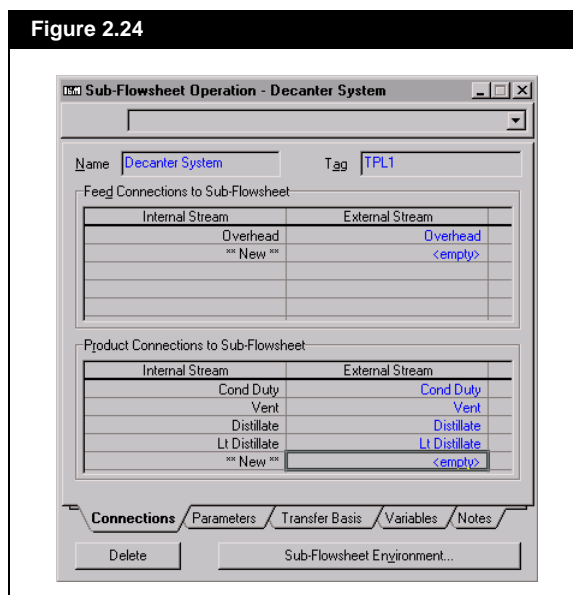 Figure 2.24
Sub-Flowsheet Operation - Decanter System
Name Decanter System Tag TPL1
Feed Connections to Sub-Flowsheet
Internal Stream External Stream
Overhead Overhead
** New ** <empty>
Product Connections to Sub-Flowsheet
Internal Stream External Stream
Cond Duty Cond Duty
Vent Vent
Distillate Distillate
Lt Distillate Lt Distillate
** New ** <empty>
Connections Parameters Transfer Basis Variables Notes
Delete Sub-Flowsheet Environment...